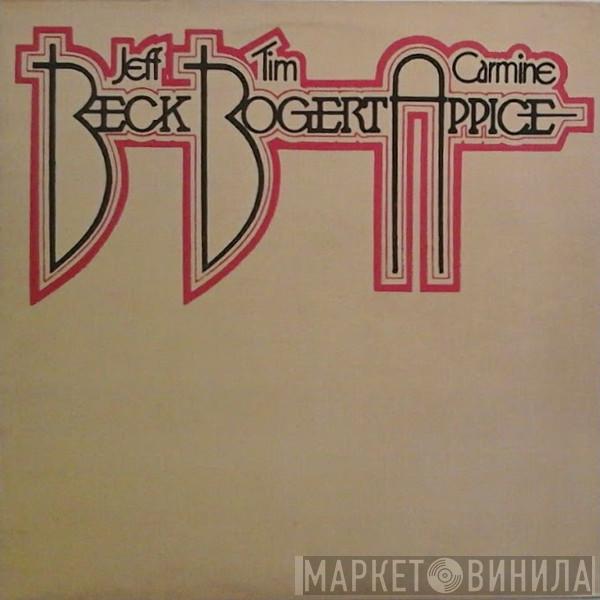 Jeff Tim Carmine
BECK BOGERT APPICE
МАРКЕТ ВИНИЛА